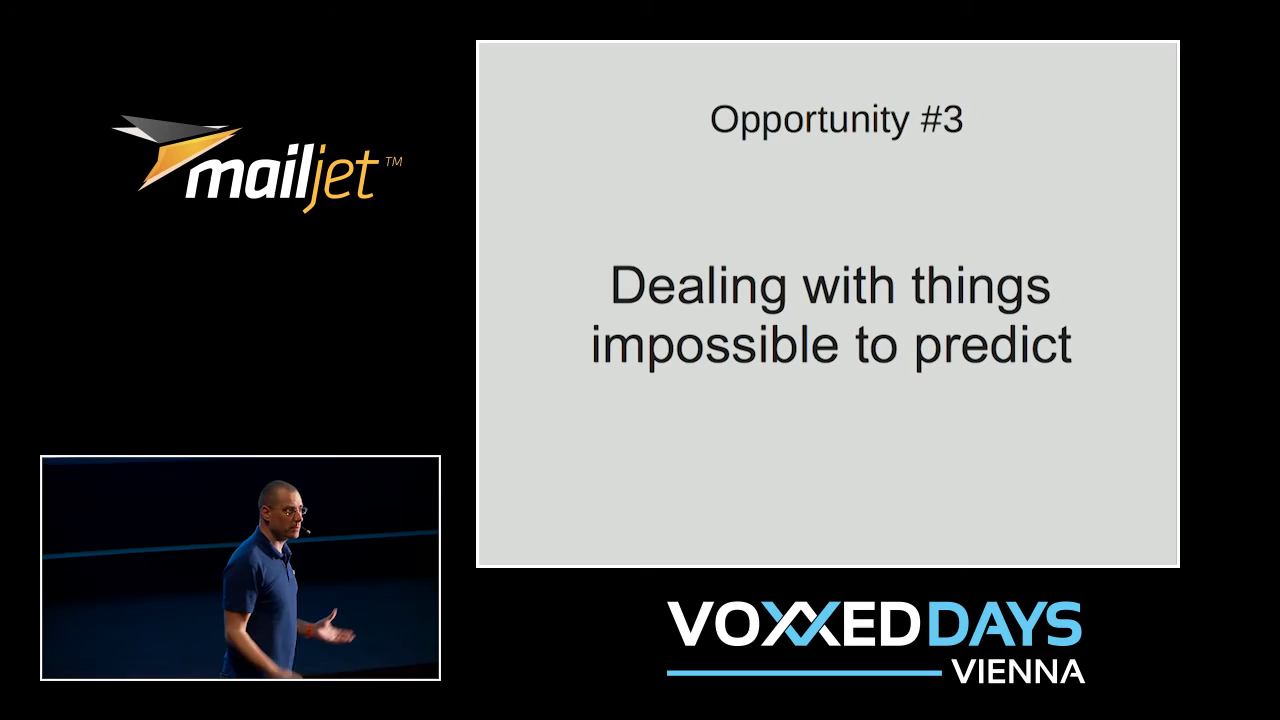 mailjet™
Opportunity #3
Dealing with things
impossible to predict
VOXXED DAYS
VIENNA